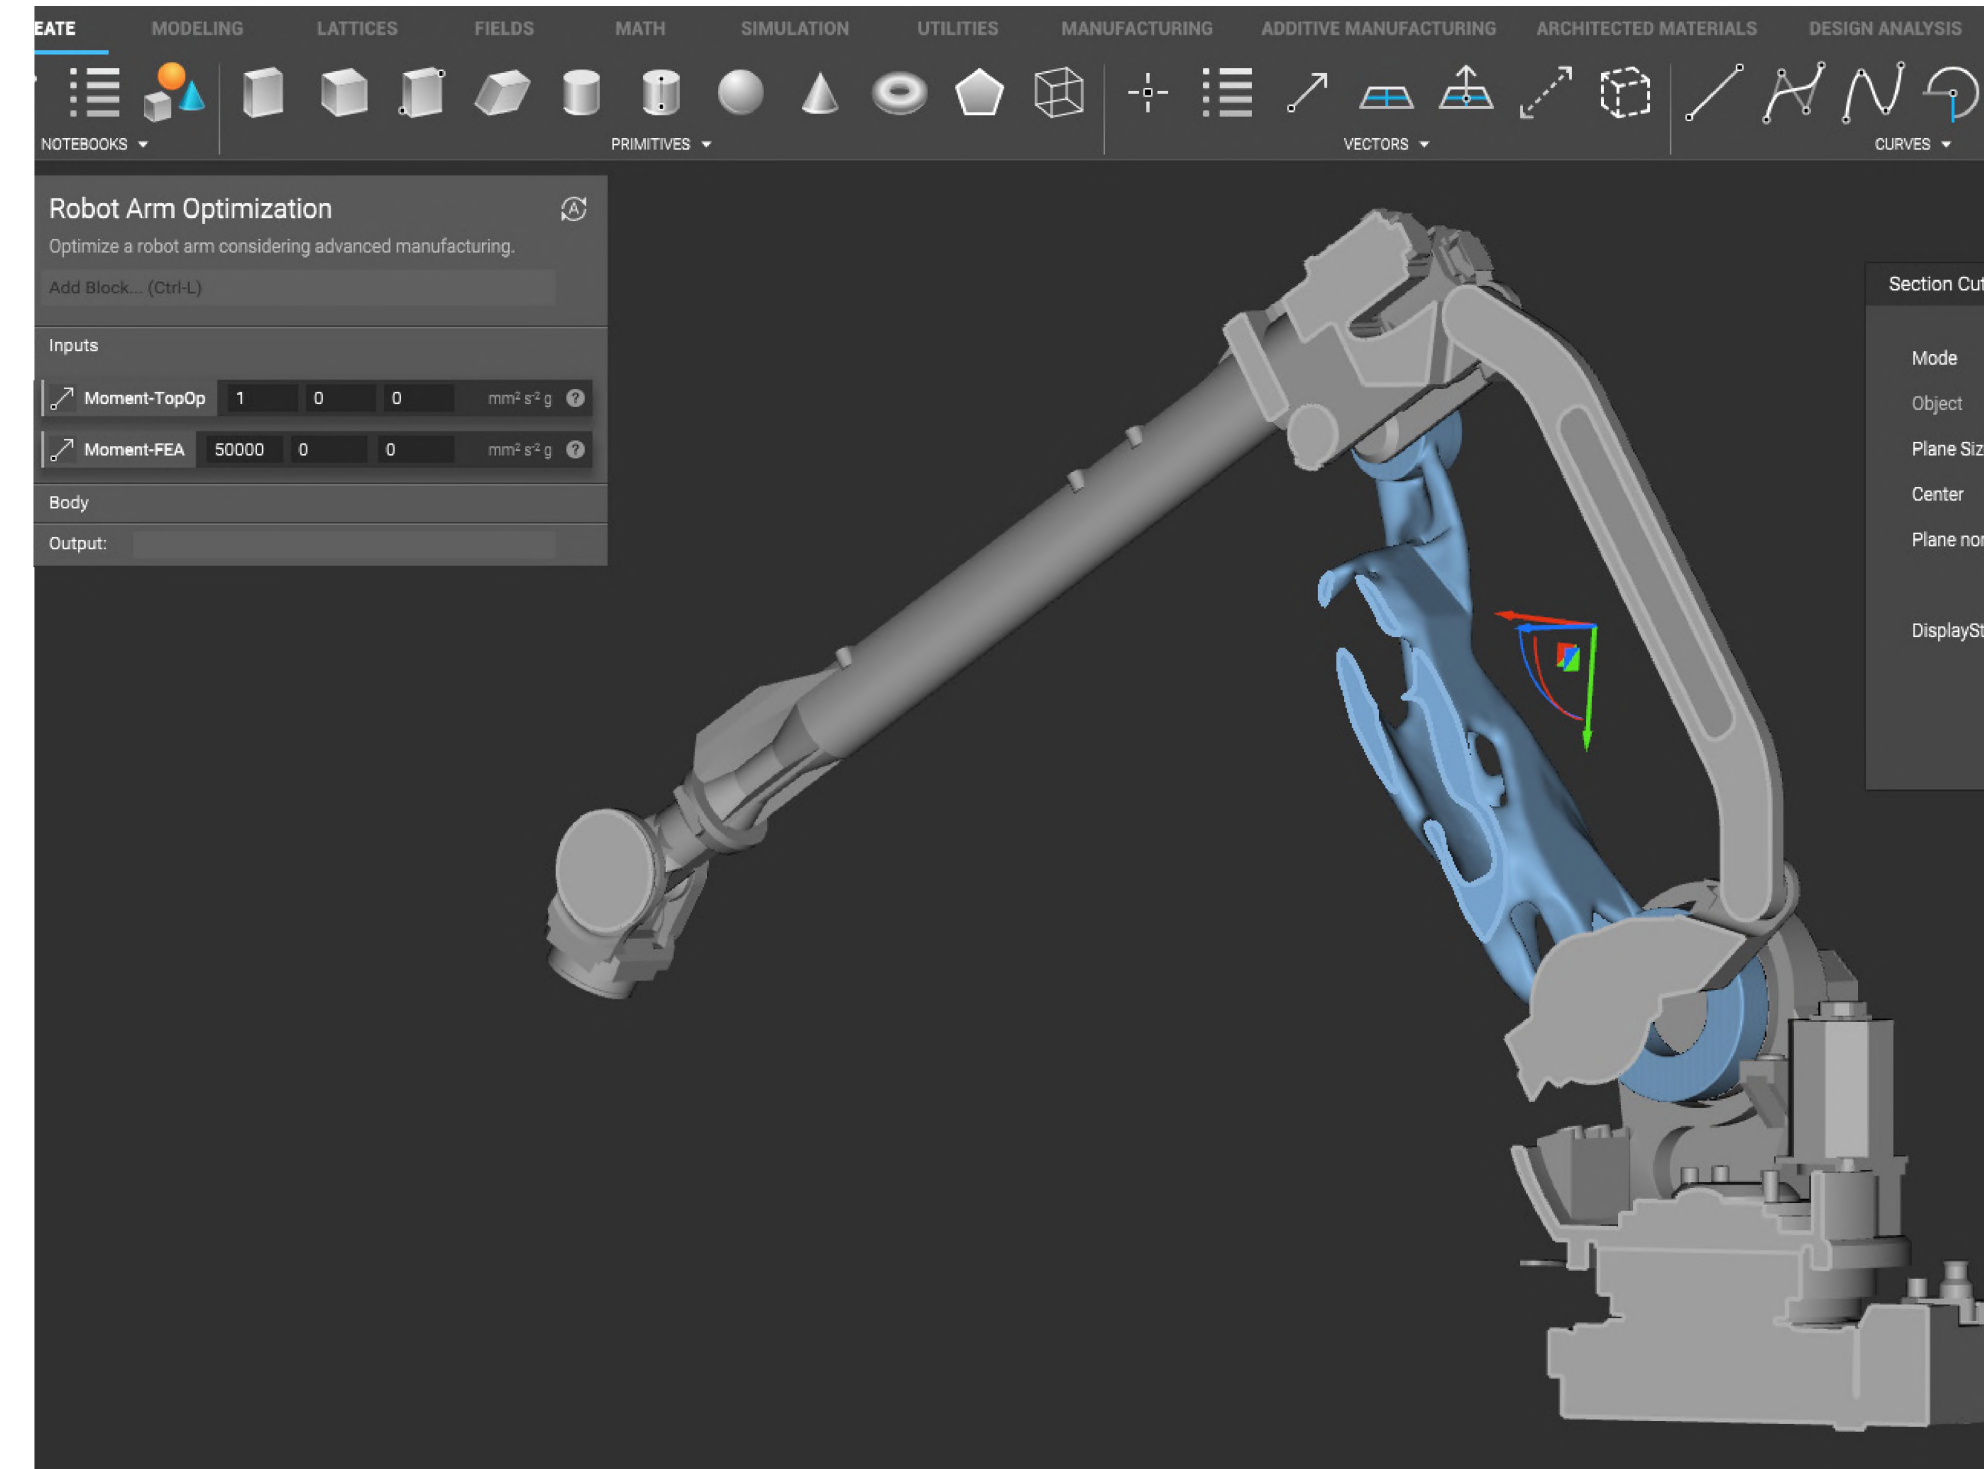 EATE MODELING LATTICES FIELDS MATH SIMULATION UTILITIES MANUFACTURING ADDITIVE MANUFACTURING ARCHITECTED MATERIALS DESIGN ANALYSIS
NOTEBOOKS PRIMITIVES VECTORS CURVES
Robot Arm Optimization
Optimize a robot arm considering advanced manufacturing.
Add Block... (Ctrl-L)
Inputs
Moment-TopOp 1 0 0 mm² s⁻² g ?
Moment-FEA 50000 0 0 mm² s⁻² g ?
Body
Output:
Section Cut
Mode
Object
Plane Siz
Center
Plane nor
DisplaySt